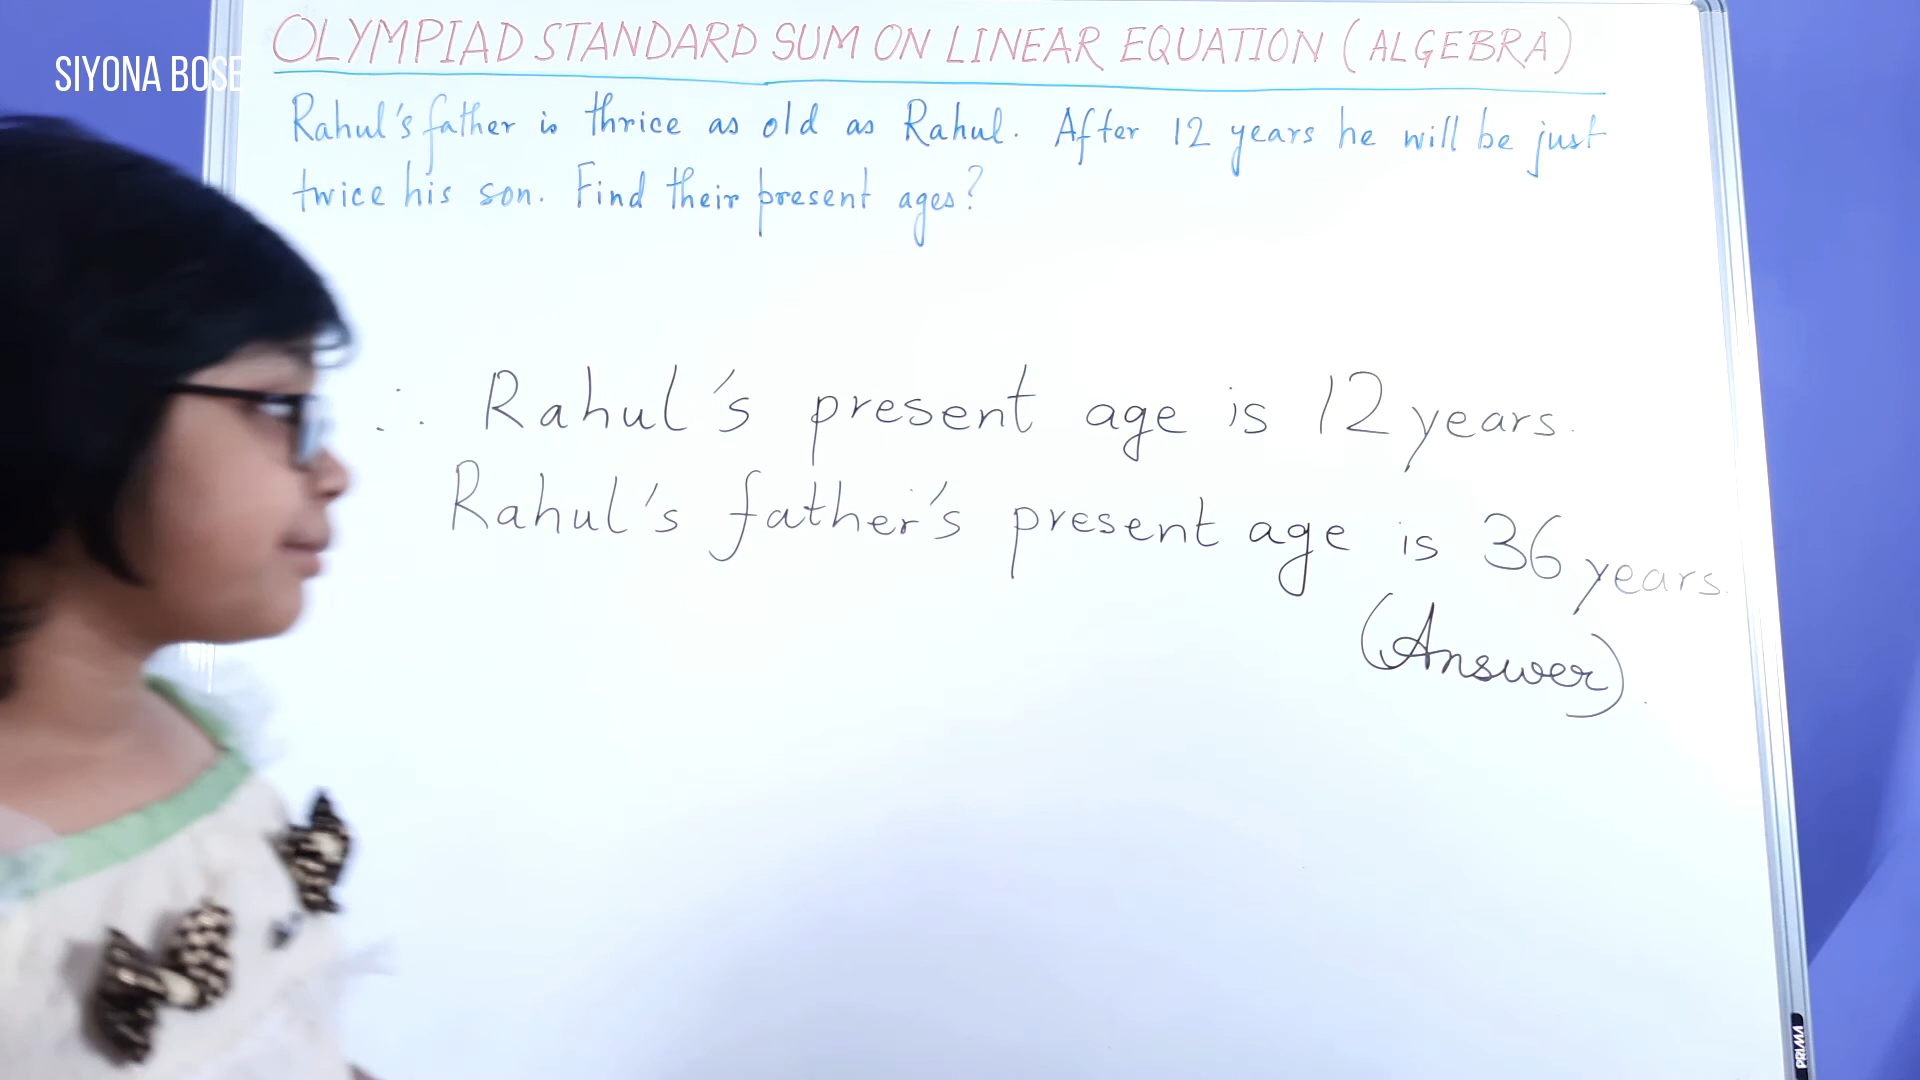 SIYONA BOSE
OLYMPIAD STANDARD SUM ON LINEAR EQUATION (ALGEBRA)
Rahul's father is thrice as old as Rahul. After 12 years he will be just
twice his son. Find their present ages?
∴ Rahul's present age is 12 years.
Rahul's father's present age is 36 years.
(Answer).
PRIMA